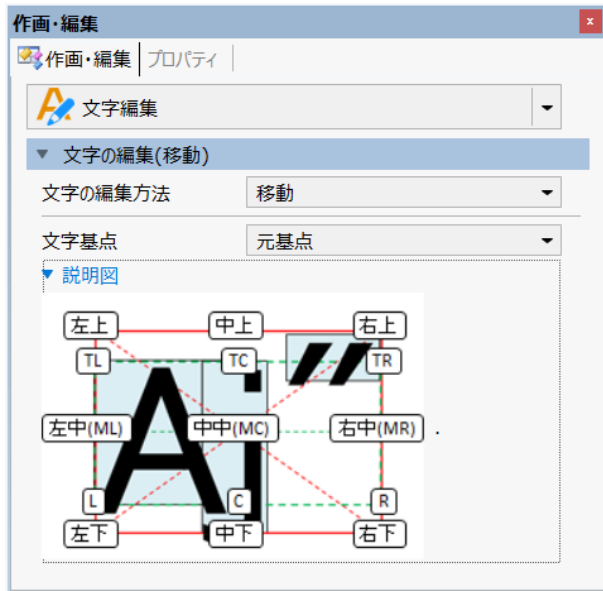 作画・編集
x
作画・編集 プロパティ
文字編集
文字の編集(移動)
文字の編集方法 移動
文字基点 元基点
説明図
左上 中上 右上
TL TC TR
左中(ML) 中中(MC) 右中(MR) .
L C R
左下 中下 右下
Aj〃